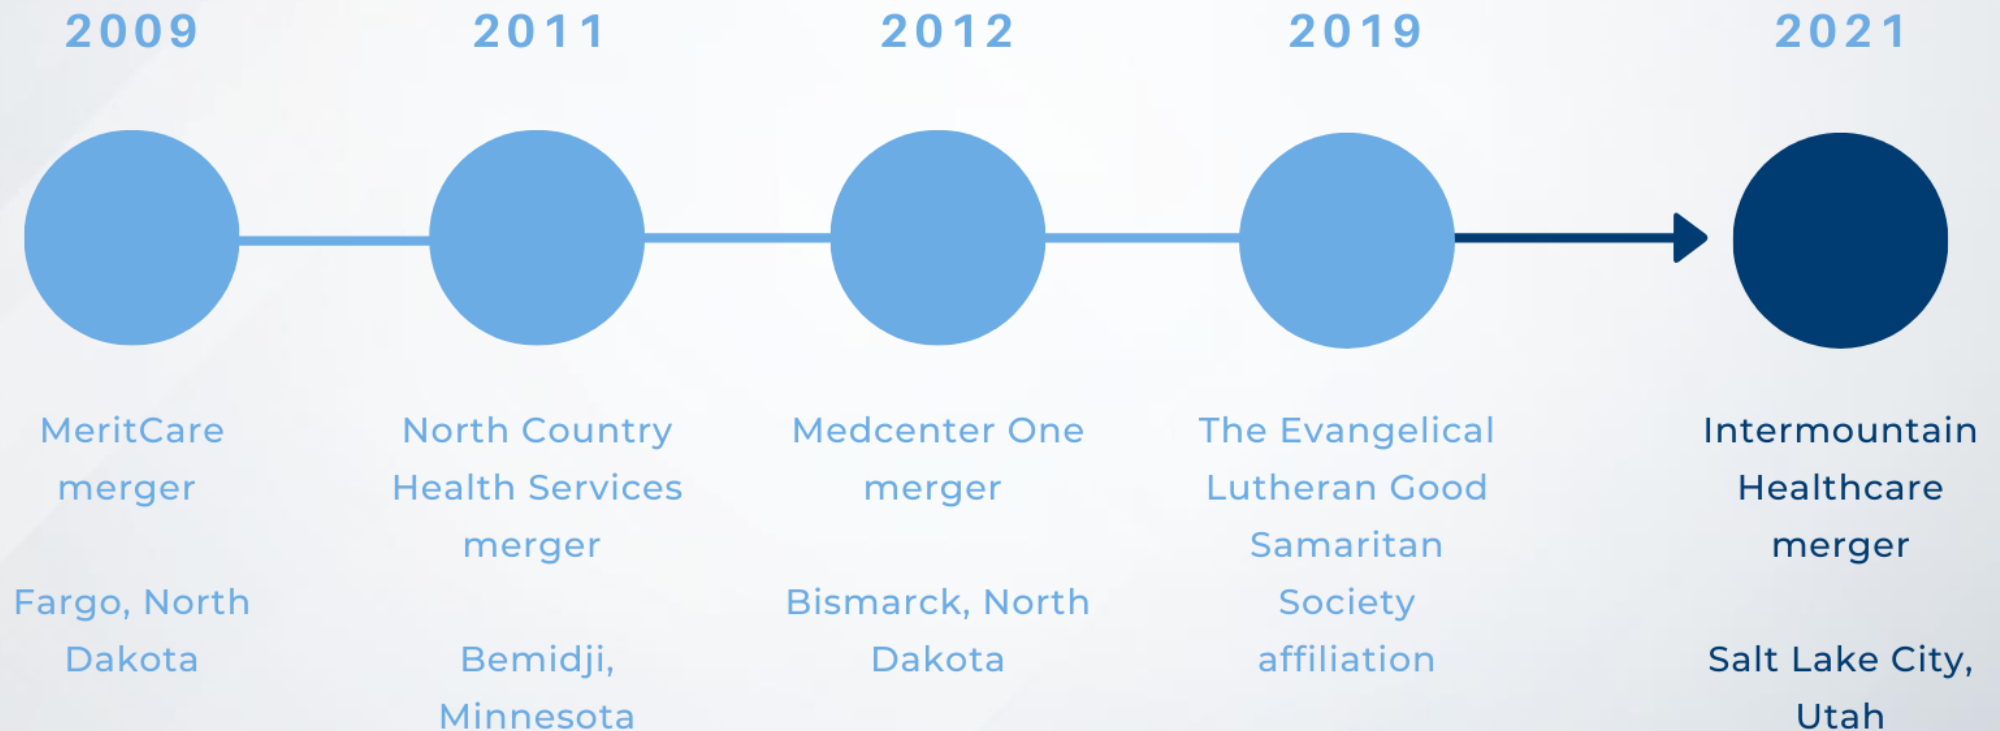 2009
MeritCare
merger
Fargo, North
Dakota
2011
North Country
Health Services
merger
Bemidji,
Minnesota
2012
Medcenter One
merger
Bismarck, North
Dakota
2019
The Evangelical
Lutheran Good
Samaritan
Society
affiliation
2021
Intermountain
Healthcare
merger
Salt Lake City,
Utah